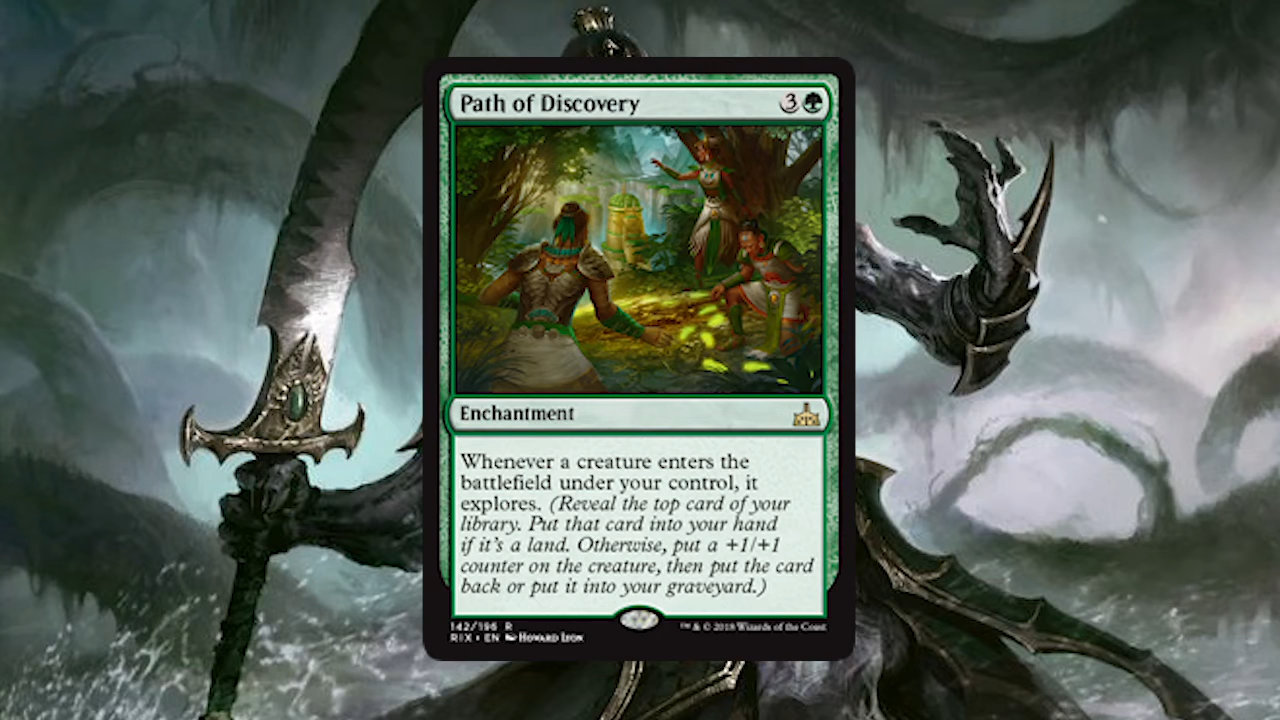 Path of Discovery 3
Enchantment
Whenever a creature enters the
battlefield under your control, it
explores. (Reveal the top card of your
library. Put that card into your hand
if it's a land. Otherwise, put a +1/+1
counter on the creature, then put the card
back or put it into your graveyard.)
142/196 R
RIX • EN Howard Lyon
™ & © 2018 Wizards of the Coast